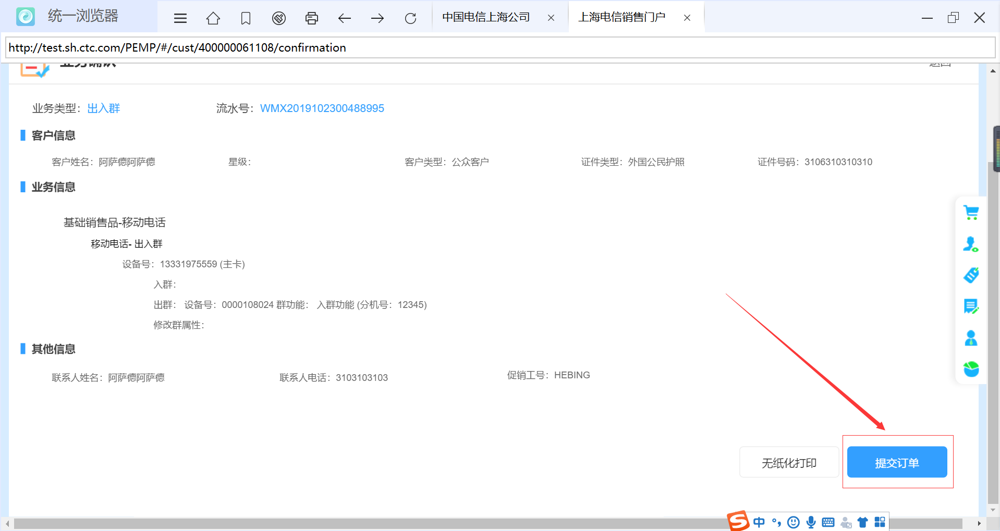 统一浏览器
中国电信上海公司
上海电信销售门户
http://test.sh.ctc.com/PEMP/#/cust/400000061108/confirmation
业务确认
返回
业务类型：出入群 流水号：WMX2019102300488995
客户信息
客户姓名：阿萨德阿萨德 星级： 客户类型：公众客户 证件类型：外国公民护照 证件号码：3106310310310
业务信息
基础销售品-移动电话
移动电话- 出入群
设备号：13331975559 (主卡)
入群：
出群： 设备号：0000108024 群功能： 入群功能 (分机号：12345)
修改群属性：
其他信息
联系人姓名：阿萨德阿萨德 联系人电话：3103103103 促销工号：HEBING
无纸化打印 提交订单
中